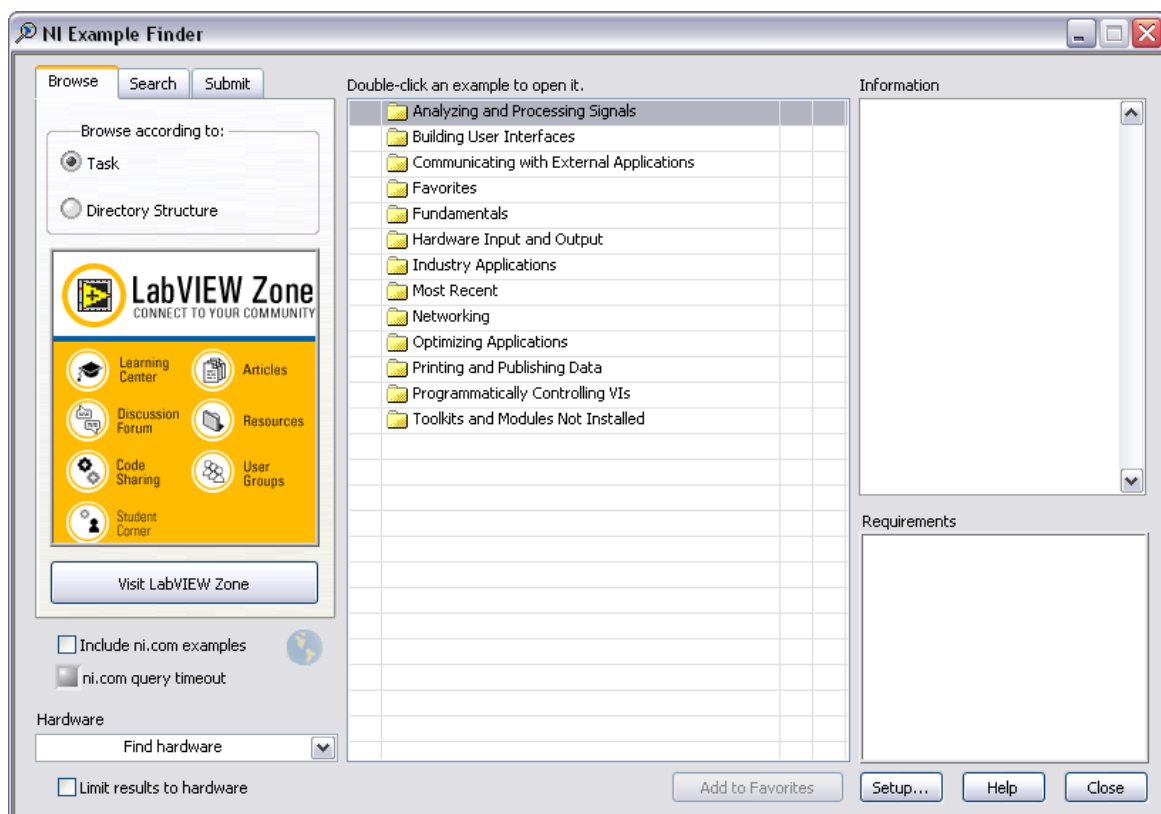 NI Example Finder
Browse
Search
Submit
Browse according to:
Task
Directory Structure
LabVIEW Zone
CONNECT TO YOUR COMMUNITY
Learning
Center
Articles
Discussion
Forum
Resources
Code
Sharing
User
Groups
Student
Corner
Visit LabVIEW Zone
Include ni.com examples
ni.com query timeout
Hardware
Find hardware
Limit results to hardware
Double-click an example to open it.
Analyzing and Processing Signals
Building User Interfaces
Communicating with External Applications
Favorites
Fundamentals
Hardware Input and Output
Industry Applications
Most Recent
Networking
Optimizing Applications
Printing and Publishing Data
Programmatically Controlling VIs
Toolkits and Modules Not Installed
Information
Requirements
Add to Favorites
Setup...
Help
Close